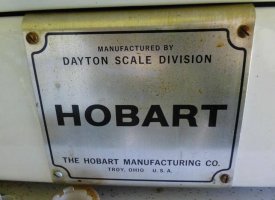 MANUFACTURED BY
DAYTON SCALE DIVISION
HOBART
THE HOBART MANUFACTURING CO.
TROY, OHIO U.S.A.